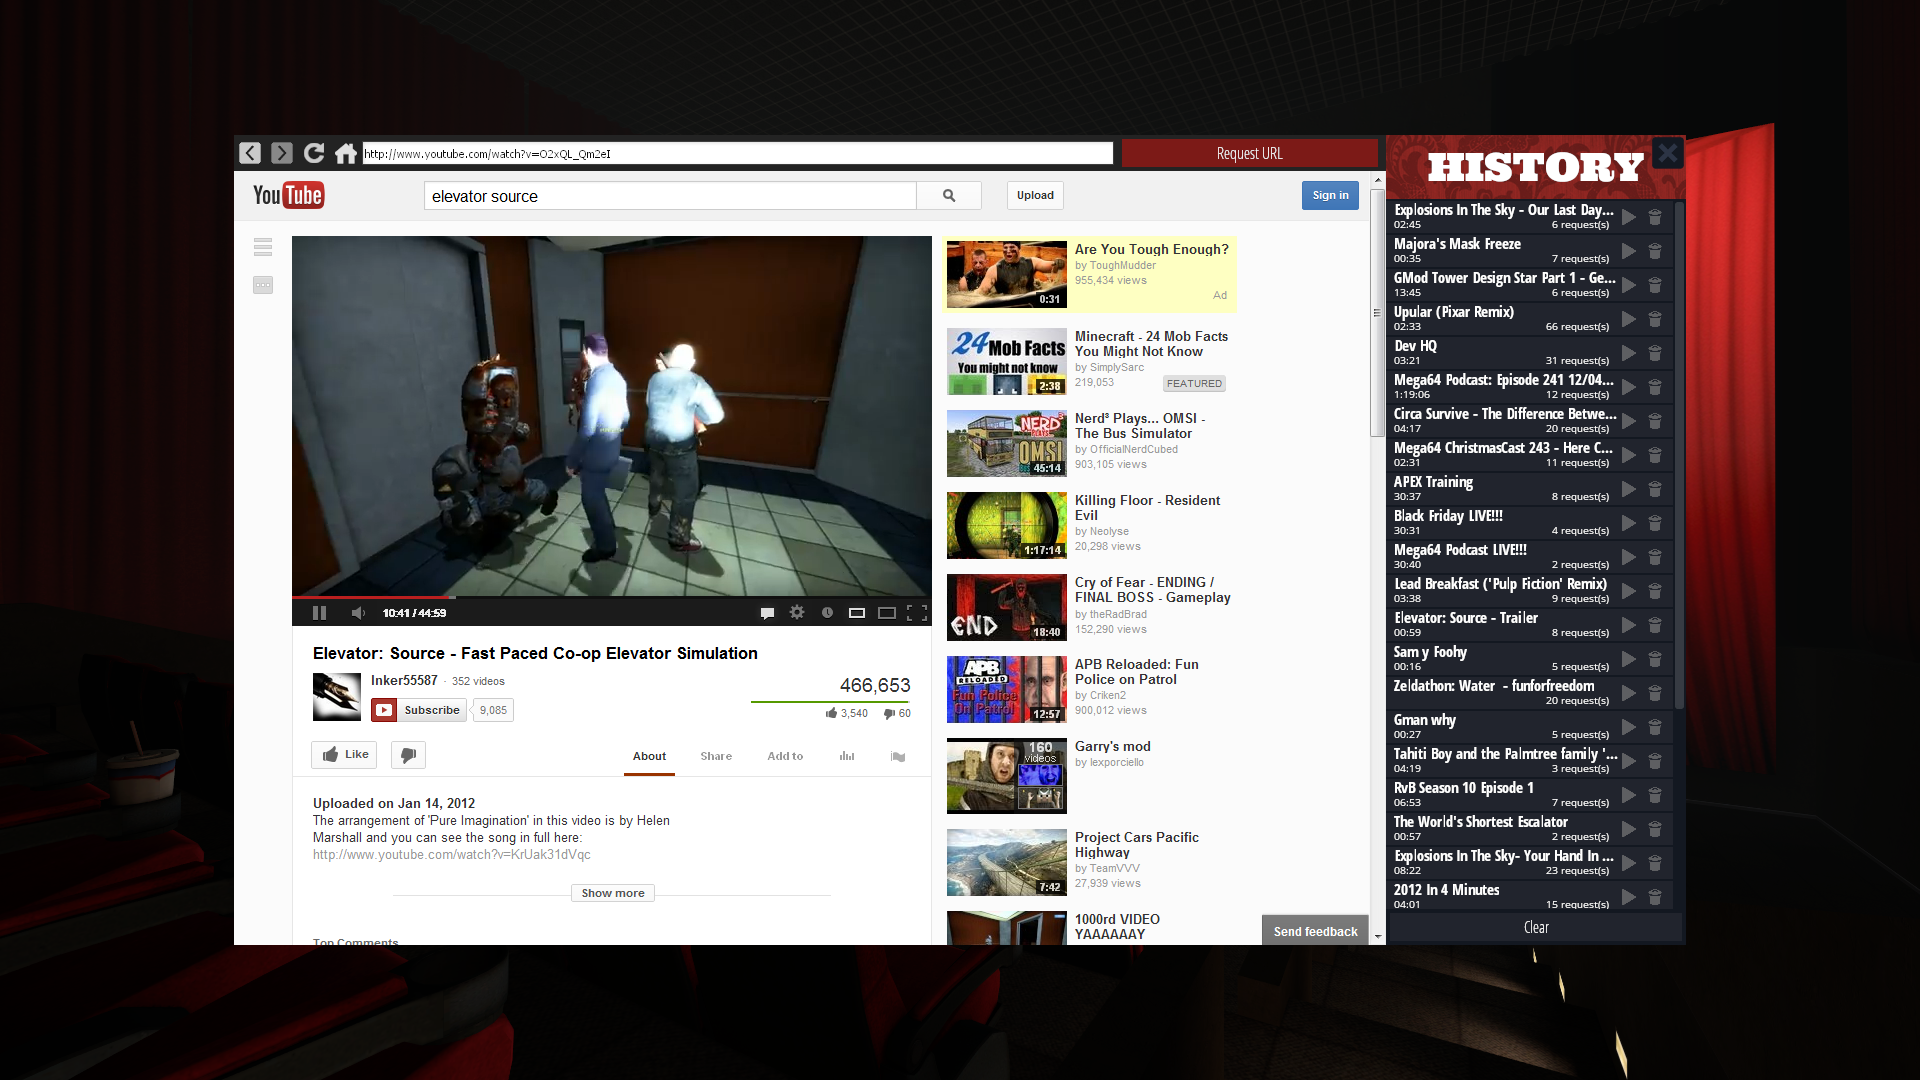 http://www.youtube.com/watch?v=O2xQL_Qm2eI
Request URL
YouTube
elevator source
Upload
Sign in
10:41 / 44:59
Elevator: Source - Fast Paced Co-op Elevator Simulation
Inker55587 · 352 videos
Subscribe
9,085
466,653
3,540
60
Like
About
Share
Add to
Uploaded on Jan 14, 2012
The arrangement of 'Pure Imagination' in this video is by Helen
Marshall and you can see the song in full here:
http://www.youtube.com/watch?v=KrUak31dVqc
Show more
Top Comments
0:31
Are You Tough Enough?
by ToughMudder
955,434 views
Ad
24 Mob Facts
You might not know
2:38
Minecraft - 24 Mob Facts
You Might Not Know
by SimplySarc
219,053
FEATURED
NERD³
OMSI
45:14
Nerd³ Plays... OMSI -
The Bus Simulator
by OfficialNerdCubed
903,105 views
1:17:14
Killing Floor - Resident
Evil
by Neolyse
20,298 views
END
18:40
Cry of Fear - ENDING /
FINAL BOSS - Gameplay
by theRadBrad
152,290 views
APB
RELOADED
Fun Police
On Patrol
12:57
APB Reloaded: Fun
Police on Patrol
by Criken2
900,012 views
160
videos
Garry's mod
by lexporciello
7:42
Project Cars Pacific
Highway
by TeamVVV
27,939 views
1000rd VIDEO
YAAAAAAY
Send feedback
HISTORY
Explosions In The Sky - Our Last Day...
02:45 6 request(s)
Majora's Mask Freeze
00:35 7 request(s)
GMod Tower Design Star Part 1 - Ge...
13:45 6 request(s)
Upular (Pixar Remix)
02:33 66 request(s)
Dev HQ
03:21 31 request(s)
Mega64 Podcast: Episode 241 12/04...
1:19:06 12 request(s)
Circa Survive - The Difference Betwe...
04:17 20 request(s)
Mega64 ChristmasCast 243 - Here C...
02:31 11 request(s)
APEX Training
30:37 8 request(s)
Black Friday LIVE!!!
30:31 4 request(s)
Mega64 Podcast LIVE!!!
30:40 2 request(s)
Lead Breakfast ('Pulp Fiction' Remix)
03:38 9 request(s)
Elevator: Source - Trailer
00:59 8 request(s)
Sam y Foohy
00:16 5 request(s)
Zeldathon: Water - funforfreedom
20 request(s)
Gman why
00:27 5 request(s)
Tahiti Boy and the Palmtree family '...
04:19 3 request(s)
RvB Season 10 Episode 1
06:53 7 request(s)
The World's Shortest Escalator
00:57 2 request(s)
Explosions In The Sky- Your Hand In ...
08:22 23 request(s)
2012 In 4 Minutes
04:01 15 request(s)
Clear